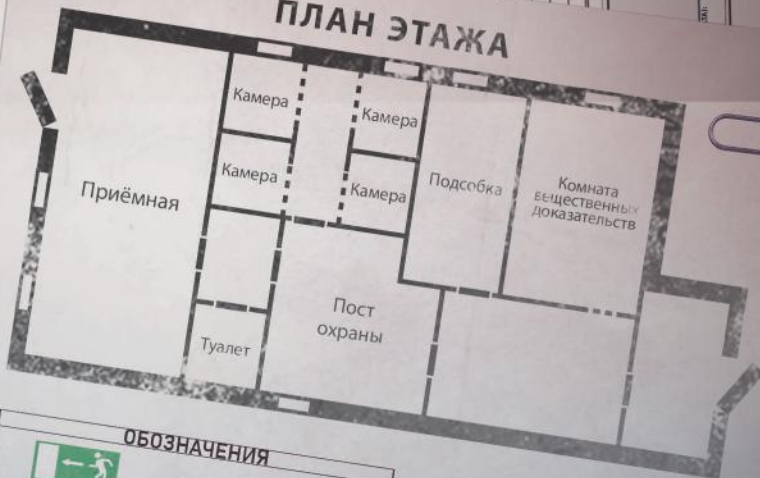 ПЛАН ЭТАЖА
Камера
Камера
Камера
Камера
Приёмная
Подсобка
Комната
вещественных
доказательств
Пост
охраны
Туалет
ОБОЗНАЧЕНИЯ